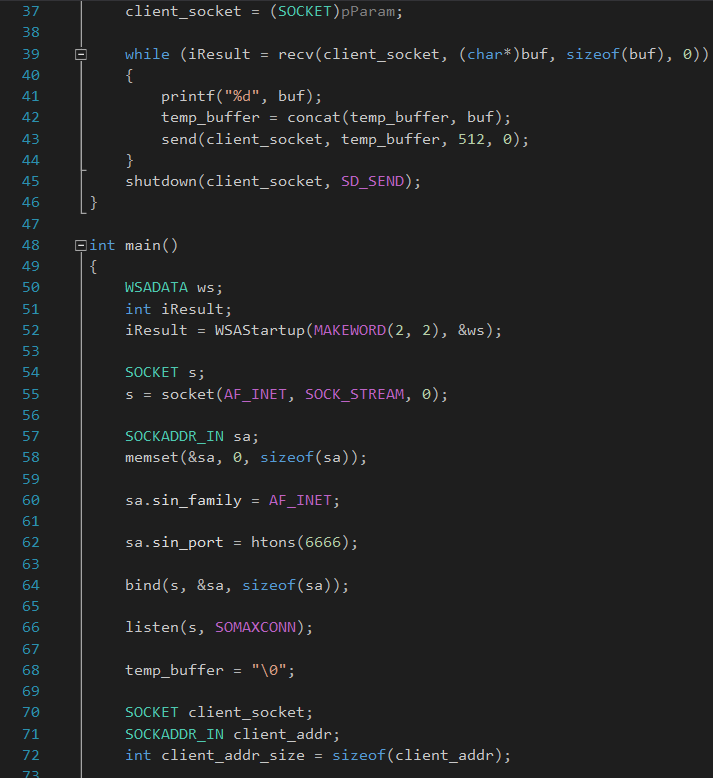 37 client_socket = (SOCKET)pParam;
38
39 while (iResult = recv(client_socket, (char*)buf, sizeof(buf), 0))
40 {
41 printf("%d", buf);
42 temp_buffer = concat(temp_buffer, buf);
43 send(client_socket, temp_buffer, 512, 0);
44 }
45 shutdown(client_socket, SD_SEND);
46 }
47
48 int main()
49 {
50 WSADATA ws;
51 int iResult;
52 iResult = WSAStartup(MAKEWORD(2, 2), &ws);
53
54 SOCKET s;
55 s = socket(AF_INET, SOCK_STREAM, 0);
56
57 SOCKADDR_IN sa;
58 memset(&sa, 0, sizeof(sa));
59
60 sa.sin_family = AF_INET;
61
62 sa.sin_port = htons(6666);
63
64 bind(s, &sa, sizeof(sa));
65
66 listen(s, SOMAXCONN);
67
68 temp_buffer = "\0";
69
70 SOCKET client_socket;
71 SOCKADDR_IN client_addr;
72 int client_addr_size = sizeof(client_addr);
73